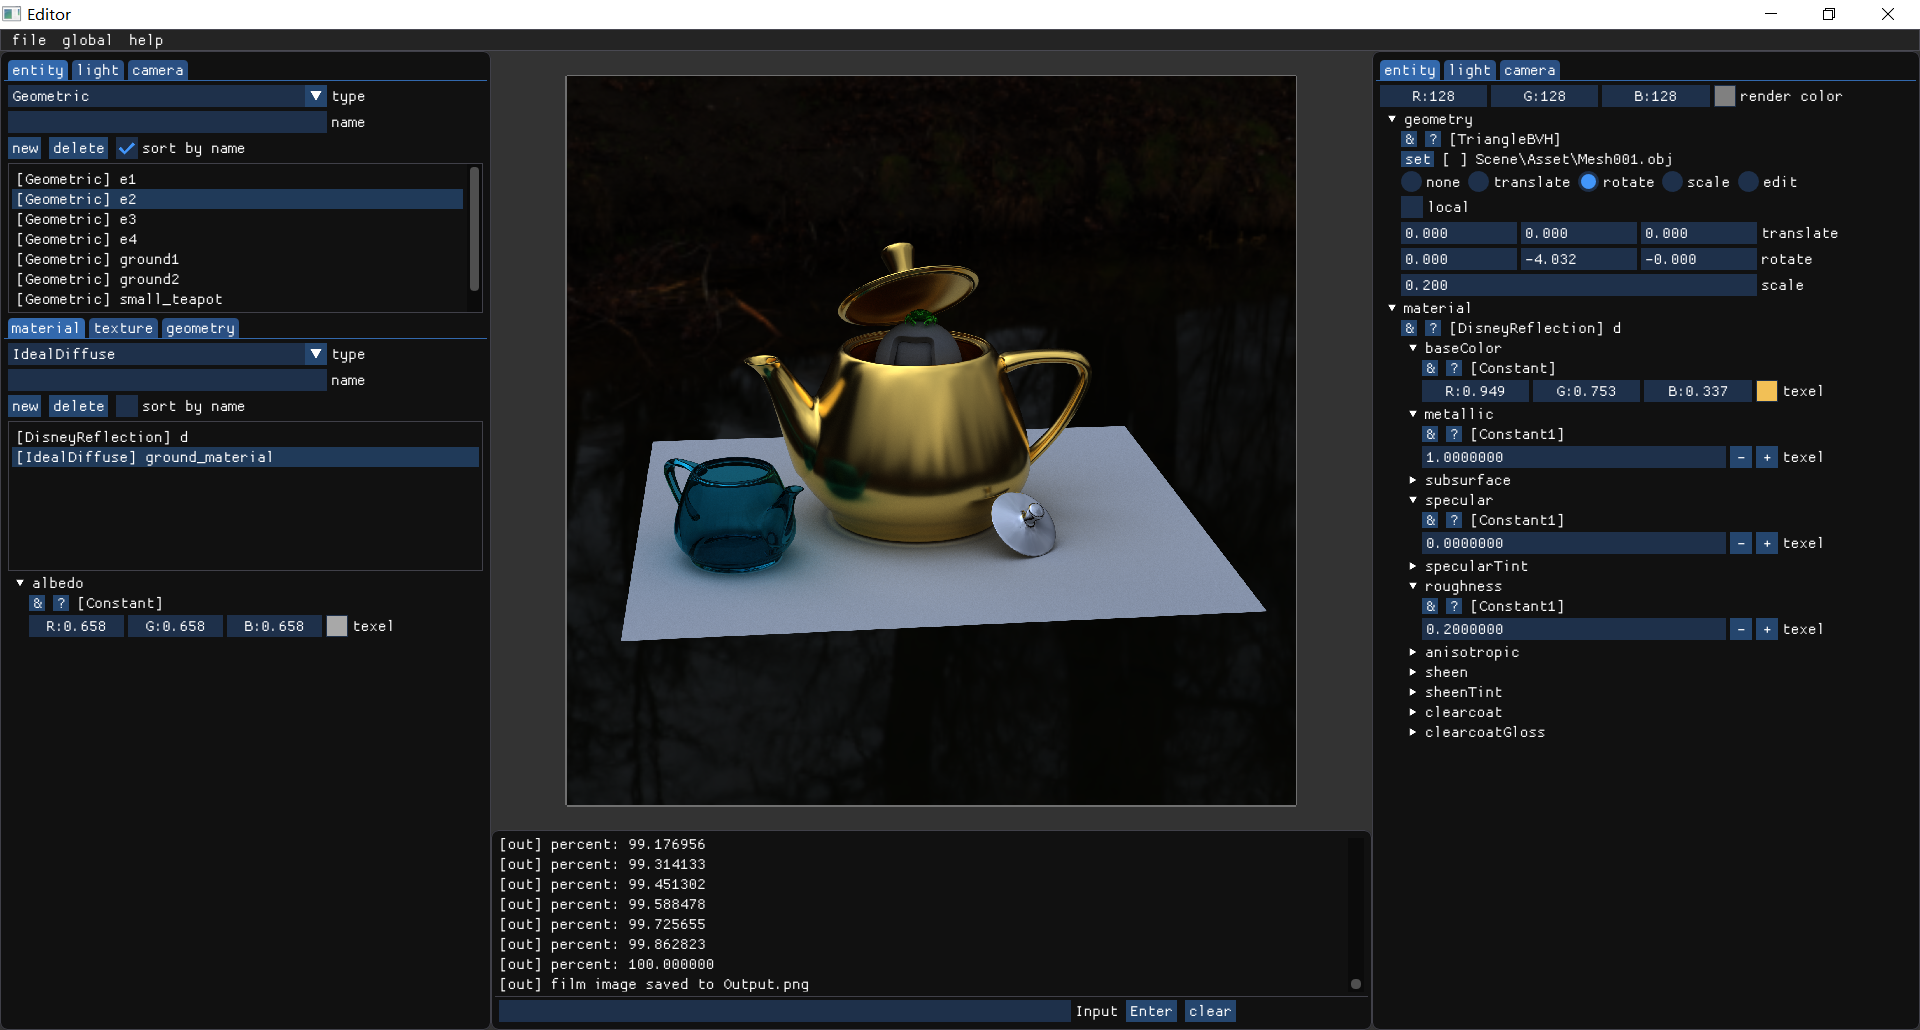 Editor
file global help
entity light camera
Geometric type
name
new delete sort by name
[Geometric] e1
[Geometric] e2
[Geometric] e3
[Geometric] e4
[Geometric] ground1
[Geometric] ground2
[Geometric] small_teapot
material texture geometry
IdealDiffuse type
name
new delete sort by name
[DisneyReflection] d
[IdealDiffuse] ground_material
albedo
& ? [Constant]
R:0.658 G:0.658 B:0.658 texel
[out] percent: 99.176956
[out] percent: 99.314133
[out] percent: 99.451302
[out] percent: 99.588478
[out] percent: 99.725655
[out] percent: 99.862823
[out] percent: 100.000000
[out] film image saved to Output.png
Input Enter clear
entity light camera
R:128 G:128 B:128 render color
geometry
& ? [TriangleBVH]
set [ ] Scene\Asset\Mesh001.obj
none translate rotate scale edit
local
0.000 0.000 0.000 translate
0.000 -4.032 -0.000 rotate
0.200 scale
material
& ? [DisneyReflection] d
baseColor
& ? [Constant]
R:0.949 G:0.753 B:0.337 texel
metallic
& ? [Constant1]
1.0000000 - + texel
subsurface
specular
& ? [Constant1]
0.0000000 - + texel
specularTint
roughness
& ? [Constant1]
0.2000000 - + texel
anisotropic
sheen
sheenTint
clearcoat
clearcoatGloss